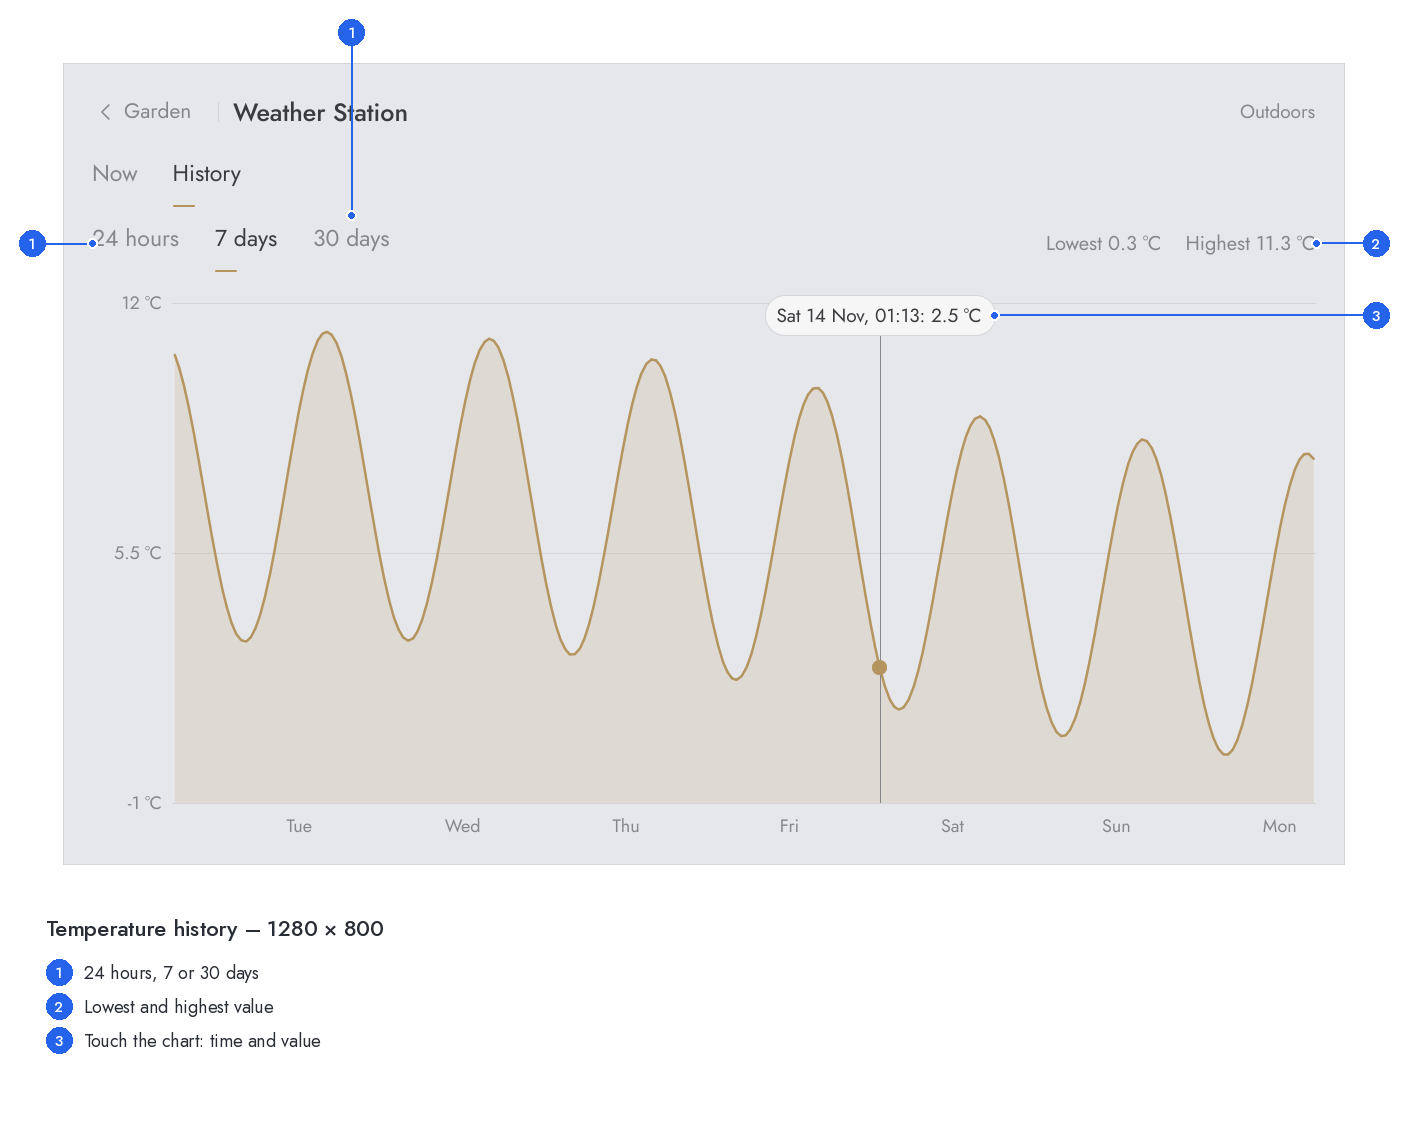 1
Garden
Weather Station
Outdoors
Now
History
1
24 hours
7 days
30 days
Lowest 0.3 °C
Highest 11.3 °C
2
12 °C
Sat 14 Nov, 01:13: 2.5 °C
3
5.5 °C
-1 °C
Tue
Wed
Thu
Fri
Sat
Sun
Mon
Temperature history – 1280 × 800
1 24 hours, 7 or 30 days
2 Lowest and highest value
3 Touch the chart: time and value